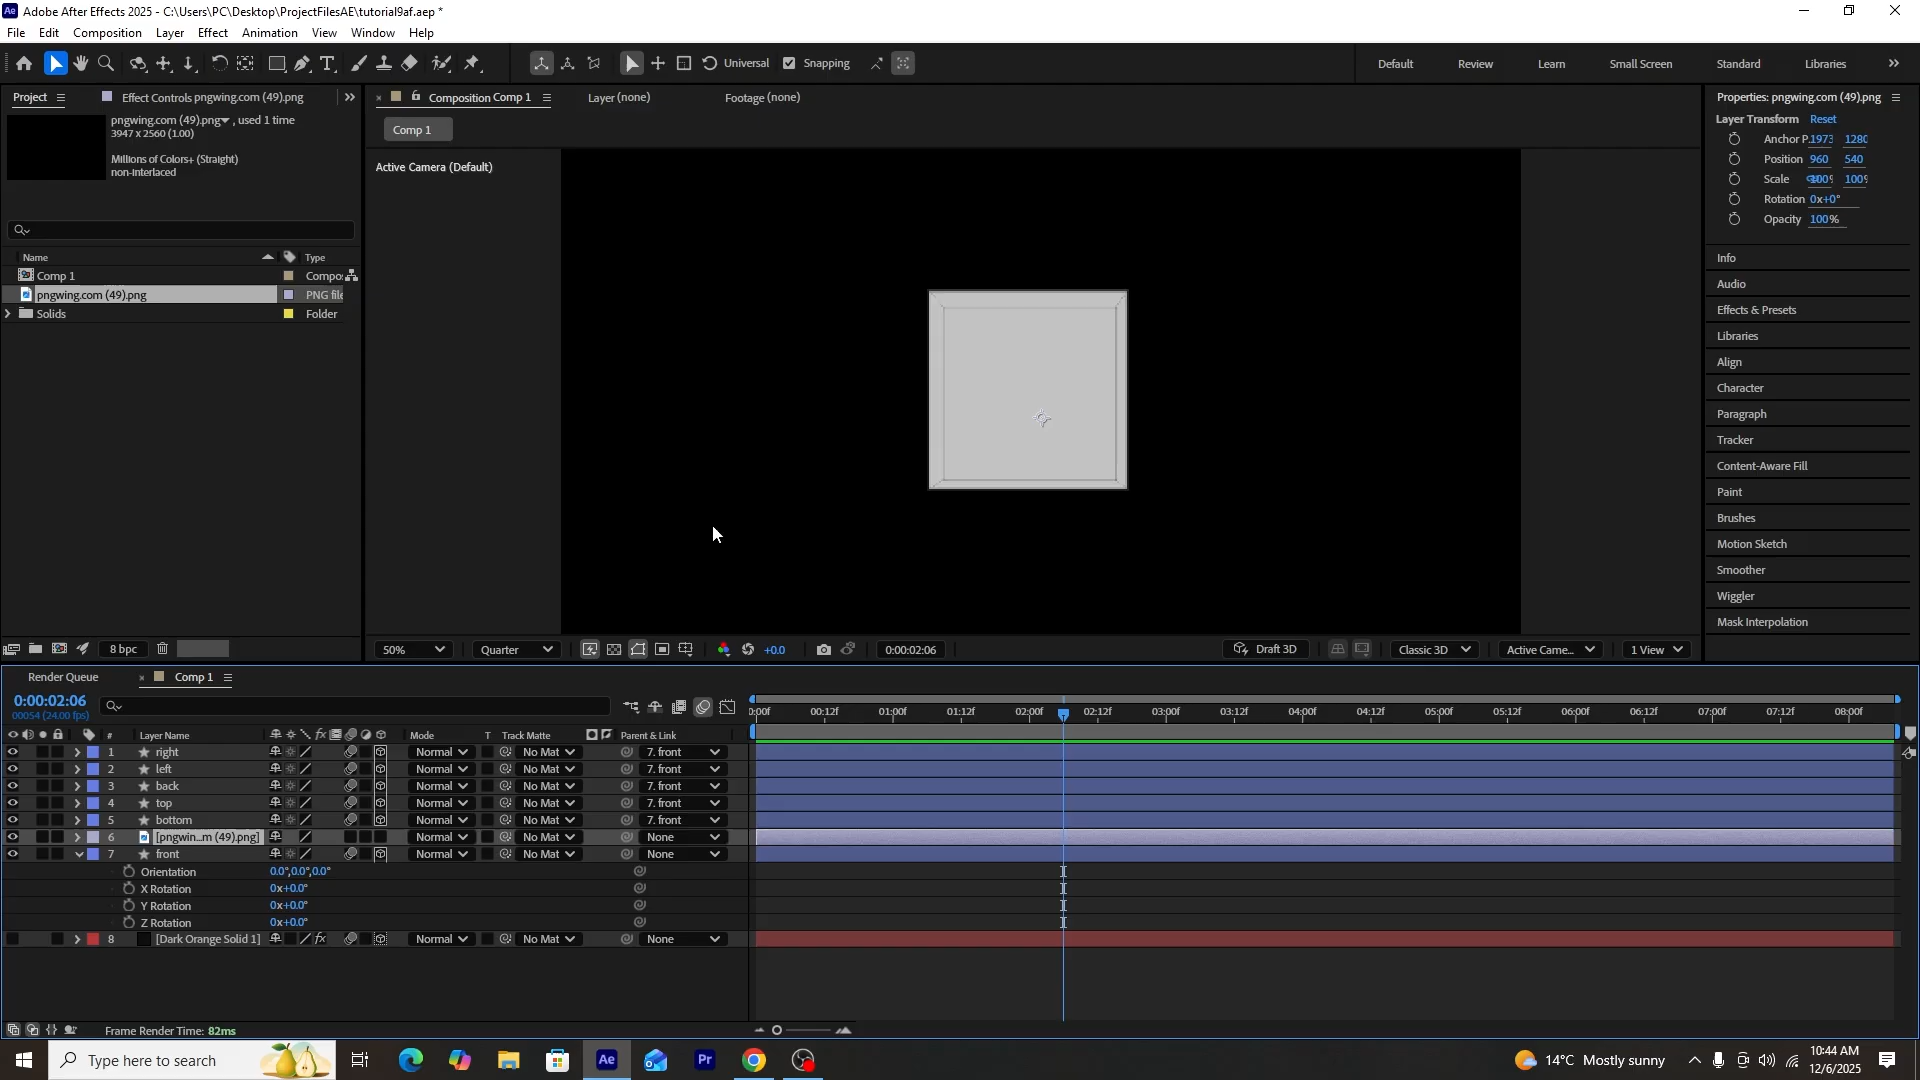 Adobe After Effects 2025 - C:\Users\PC\Desktop\ProjectFilesAE\tutorial9af.aep *
File Edit Composition Layer Effect Animation View Window Help
Universal Snapping Default Review Learn Small Screen Standard Libraries
Project Effect Controls pngwing.com (49).png
pngwing.com (49).png , used 1 time
3947 x 2560 (1.00)
Millions of Colors+ (Straight)
non-interlaced
Name Type
Comp 1 Compo:
pngwing.com (49).png PNG file
Solids Folder
8 bpc
Composition Comp 1 Layer (none) Footage (none)
Comp 1
Active Camera (Default)
50% Quarter +0.0 0:00:02:06 Draft 3D Classic 3D Active Came... 1 View
Properties: pngwing.com (49).png
Layer Transform Reset
Anchor P. 1973 1280
Position 960 540
Scale 100% 100%
Rotation 0x+0°
Opacity 100%
Info
Audio
Effects & Presets
Libraries
Align
Character
Paragraph
Tracker
Content-Aware Fill
Paint
Brushes
Motion Sketch
Smoother
Wiggler
Mask Interpolation
Render Queue Comp 1
0:00:02:06
00054 (24.00 fps)
0:00f 00:12f 01:00f 01:12f 02:00f 02:12f 03:00f 03:12f 04:00f 04:12f 05:00f 05:12f 06:00f 06:12f 07:00f 07:12f 08:00f
# Layer Name Mode T Track Matte Parent & Link
1 right Normal No Mat 7. front
2 left Normal No Mat 7. front
3 back Normal No Mat 7. front
4 top Normal No Mat 7. front
5 bottom Normal No Mat 7. front
6 [pngwin...m (49).png] Normal No Mat None
7 front Normal No Mat None
Orientation 0.0°,0.0°,0.0°
X Rotation 0x+0.0°
Y Rotation 0x+0.0°
Z Rotation 0x+0.0°
8 [Dark Orange Solid 1] fx Normal No Mat None
Frame Render Time: 82ms
Type here to search
Ae Pr
14°C Mostly sunny
10:44 AM
12/6/2025